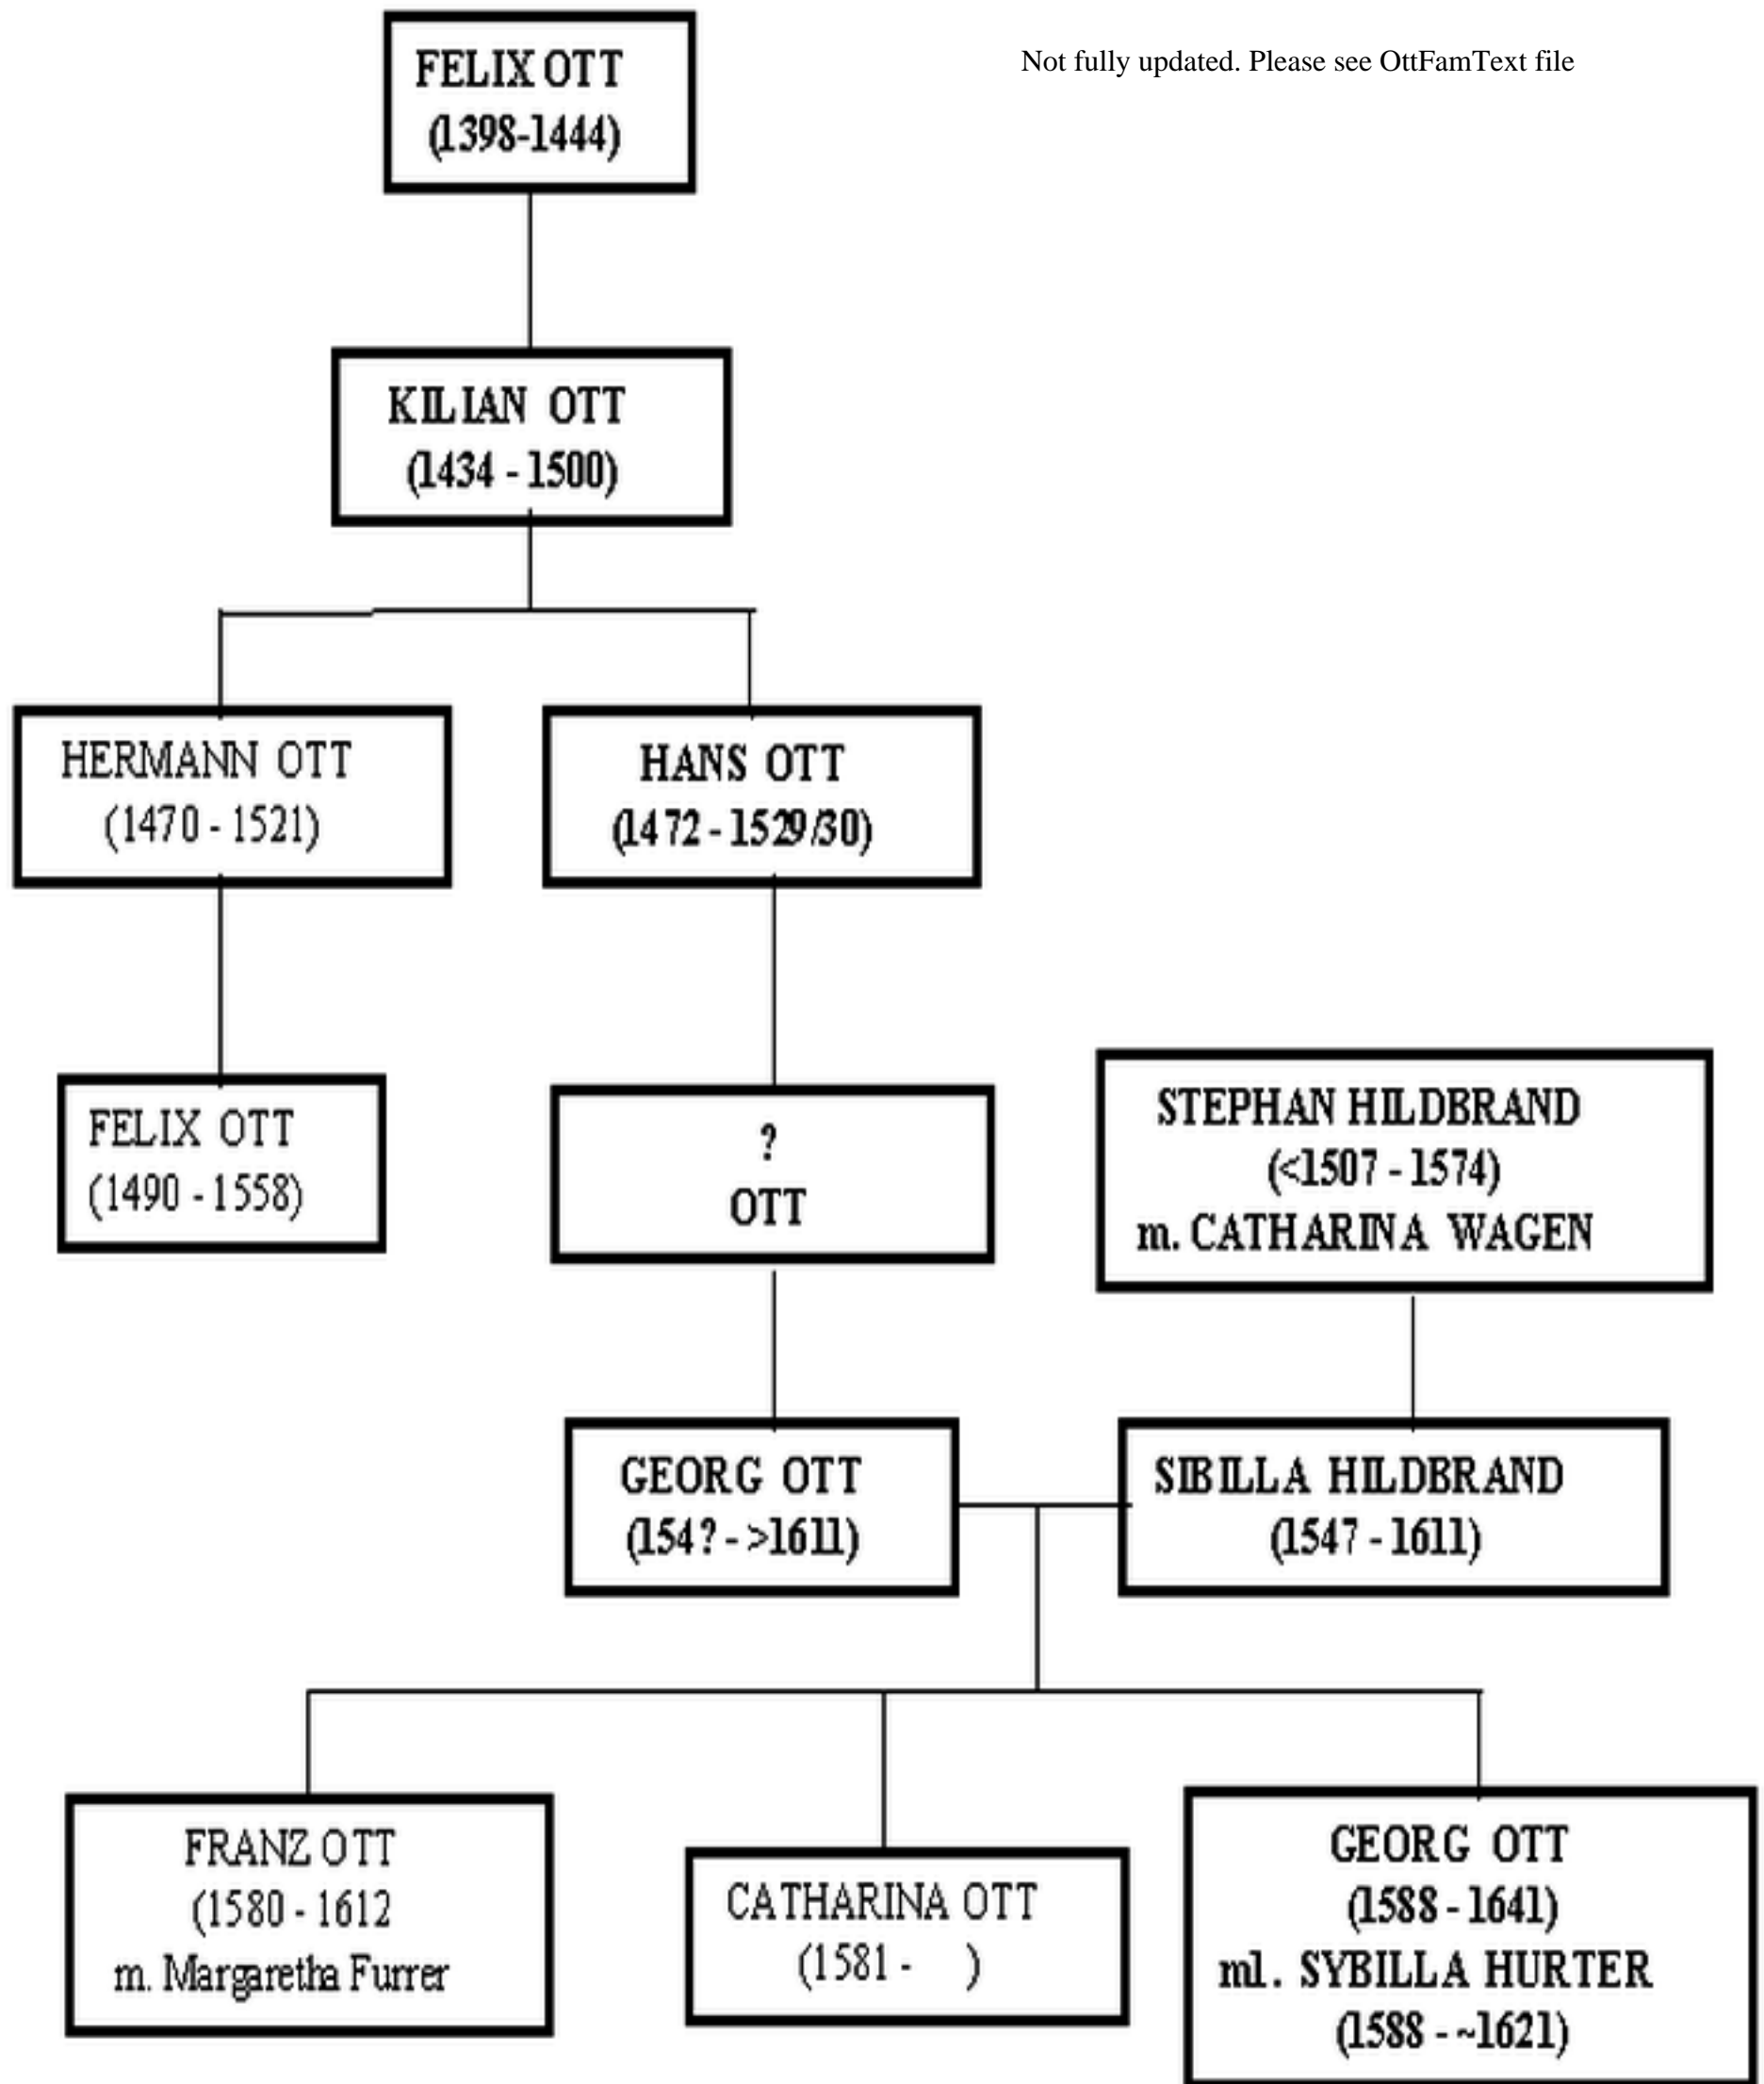 FELIX OTT
(1398-1444)
Not fully updated. Please see OttFamText file
KILIAN OTT
(1434 - 1500)
HERMANN OTT
(1470 - 1521)
HANS OTT
(1472 - 1529/30)
FELIX OTT
(1490 - 1558)
?
OTT
STEPHAN HILDBRAND
(<1507 - 1574)
m. CATHARINA WAGEN
GEORG OTT
(154? - >1611)
SIBILLA HILDBRAND
(1547 - 1611)
FRANZ OTT
(1580 - 1612
m. Margaretha Furrer
CATHARINA OTT
(1581 - )
GEORG OTT
(1588 - 1641)
m1. SYBILLA HURTER
(1588 - ~1621)